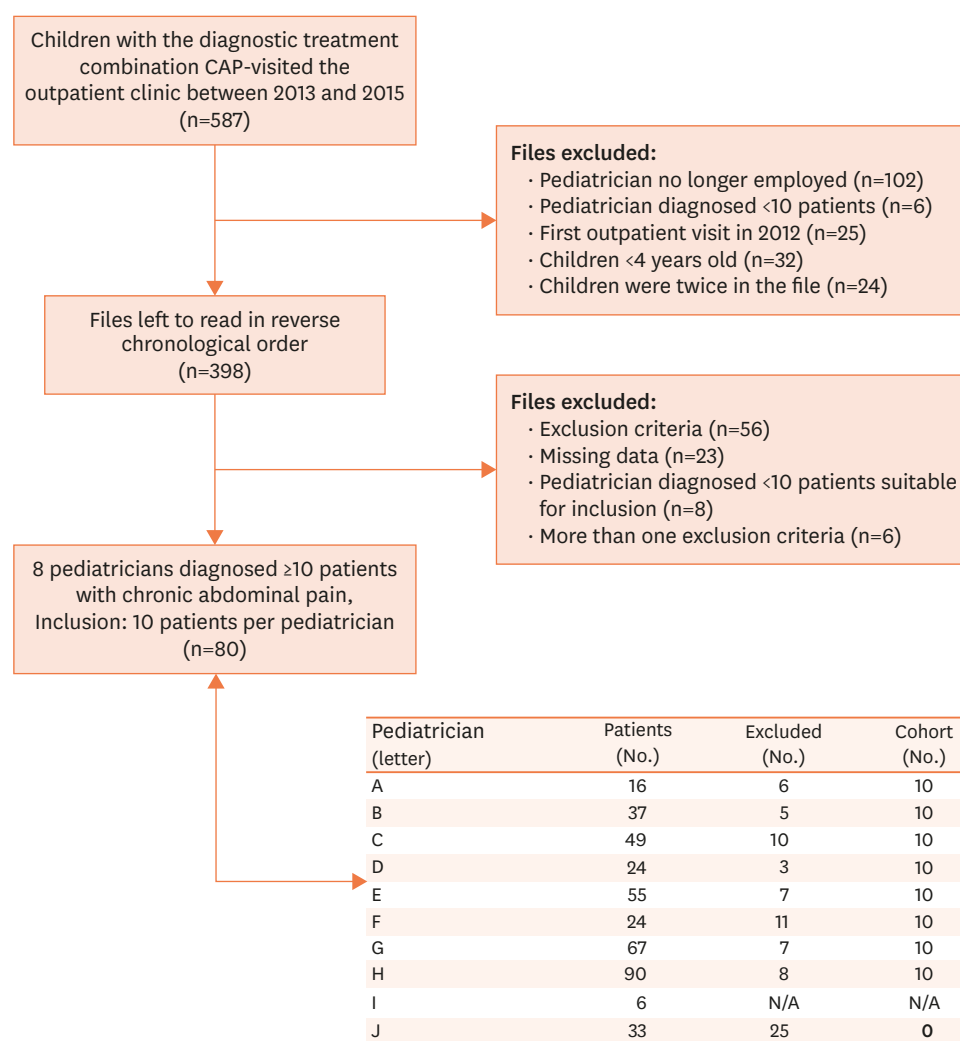 Children with the diagnostic treatment
combination CAP-visited the
outpatient clinic between 2013 and 2015
(n=587)
Files excluded:
· Pediatrician no longer employed (n=102)
· Pediatrician diagnosed <10 patients (n=6)
· First outpatient visit in 2012 (n=25)
· Children <4 years old (n=32)
· Children were twice in the file (n=24)
Files left to read in reverse
chronological order
(n=398)
Files excluded:
· Exclusion criteria (n=56)
· Missing data (n=23)
· Pediatrician diagnosed <10 patients suitable
for inclusion (n=8)
· More than one exclusion criteria (n=6)
8 pediatricians diagnosed ≥10 patients
with chronic abdominal pain,
Inclusion: 10 patients per pediatrician
(n=80)
Pediatrician Patients Excluded Cohort
(letter) (No.) (No.) (No.)
A 16 6 10
B 37 5 10
C 49 10 10
D 24 3 10
E 55 7 10
F 24 11 10
G 67 7 10
H 90 8 10
I 6 N/A N/A
J 33 25 0